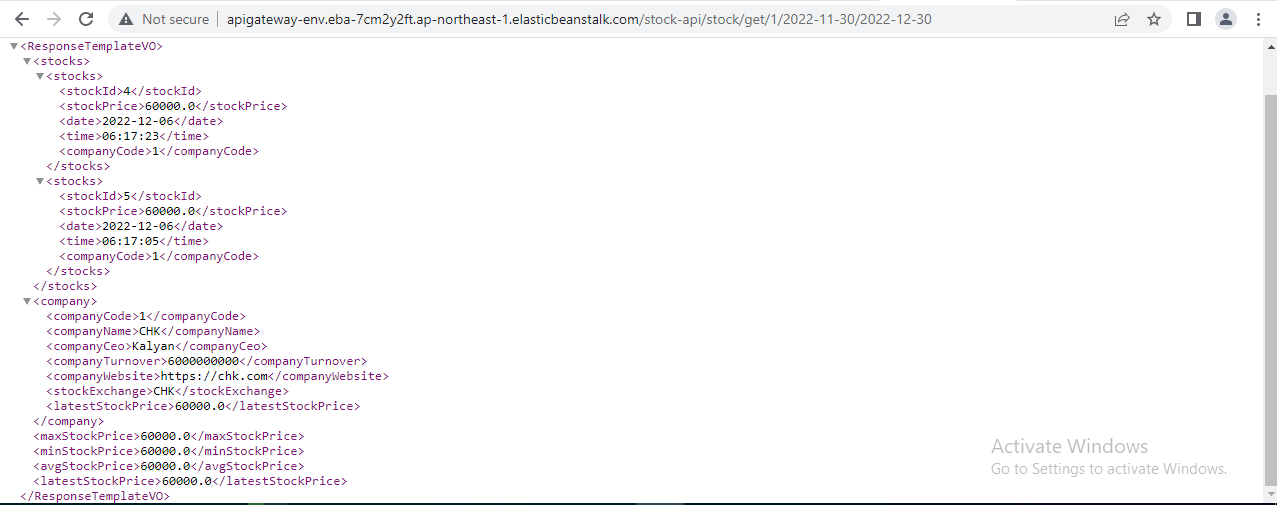 Not secure | apigateway-env.eba-7cm2y2ft.ap-northeast-1.elasticbeanstalk.com/stock-api/stock/get/1/2022-11-30/2022-12-30
<ResponseTemplateVO>
<stocks>
<stocks>
<stockId>4</stockId>
<stockPrice>60000.0</stockPrice>
<date>2022-12-06</date>
<time>06:17:23</time>
<companyCode>1</companyCode>
</stocks>
<stocks>
<stockId>5</stockId>
<stockPrice>60000.0</stockPrice>
<date>2022-12-06</date>
<time>06:17:05</time>
<companyCode>1</companyCode>
</stocks>
</stocks>
<company>
<companyCode>1</companyCode>
<companyName>CHK</companyName>
<companyCeo>Kalyan</companyCeo>
<companyTurnover>6000000000</companyTurnover>
<companyWebsite>https://chk.com</companyWebsite>
<stockExchange>CHK</stockExchange>
<latestStockPrice>60000.0</latestStockPrice>
</company>
<maxStockPrice>60000.0</maxStockPrice>
<minStockPrice>60000.0</minStockPrice>
<avgStockPrice>60000.0</avgStockPrice>
<latestStockPrice>60000.0</latestStockPrice>
</ResponseTemplateVO>
Activate Windows
Go to Settings to activate Windows.